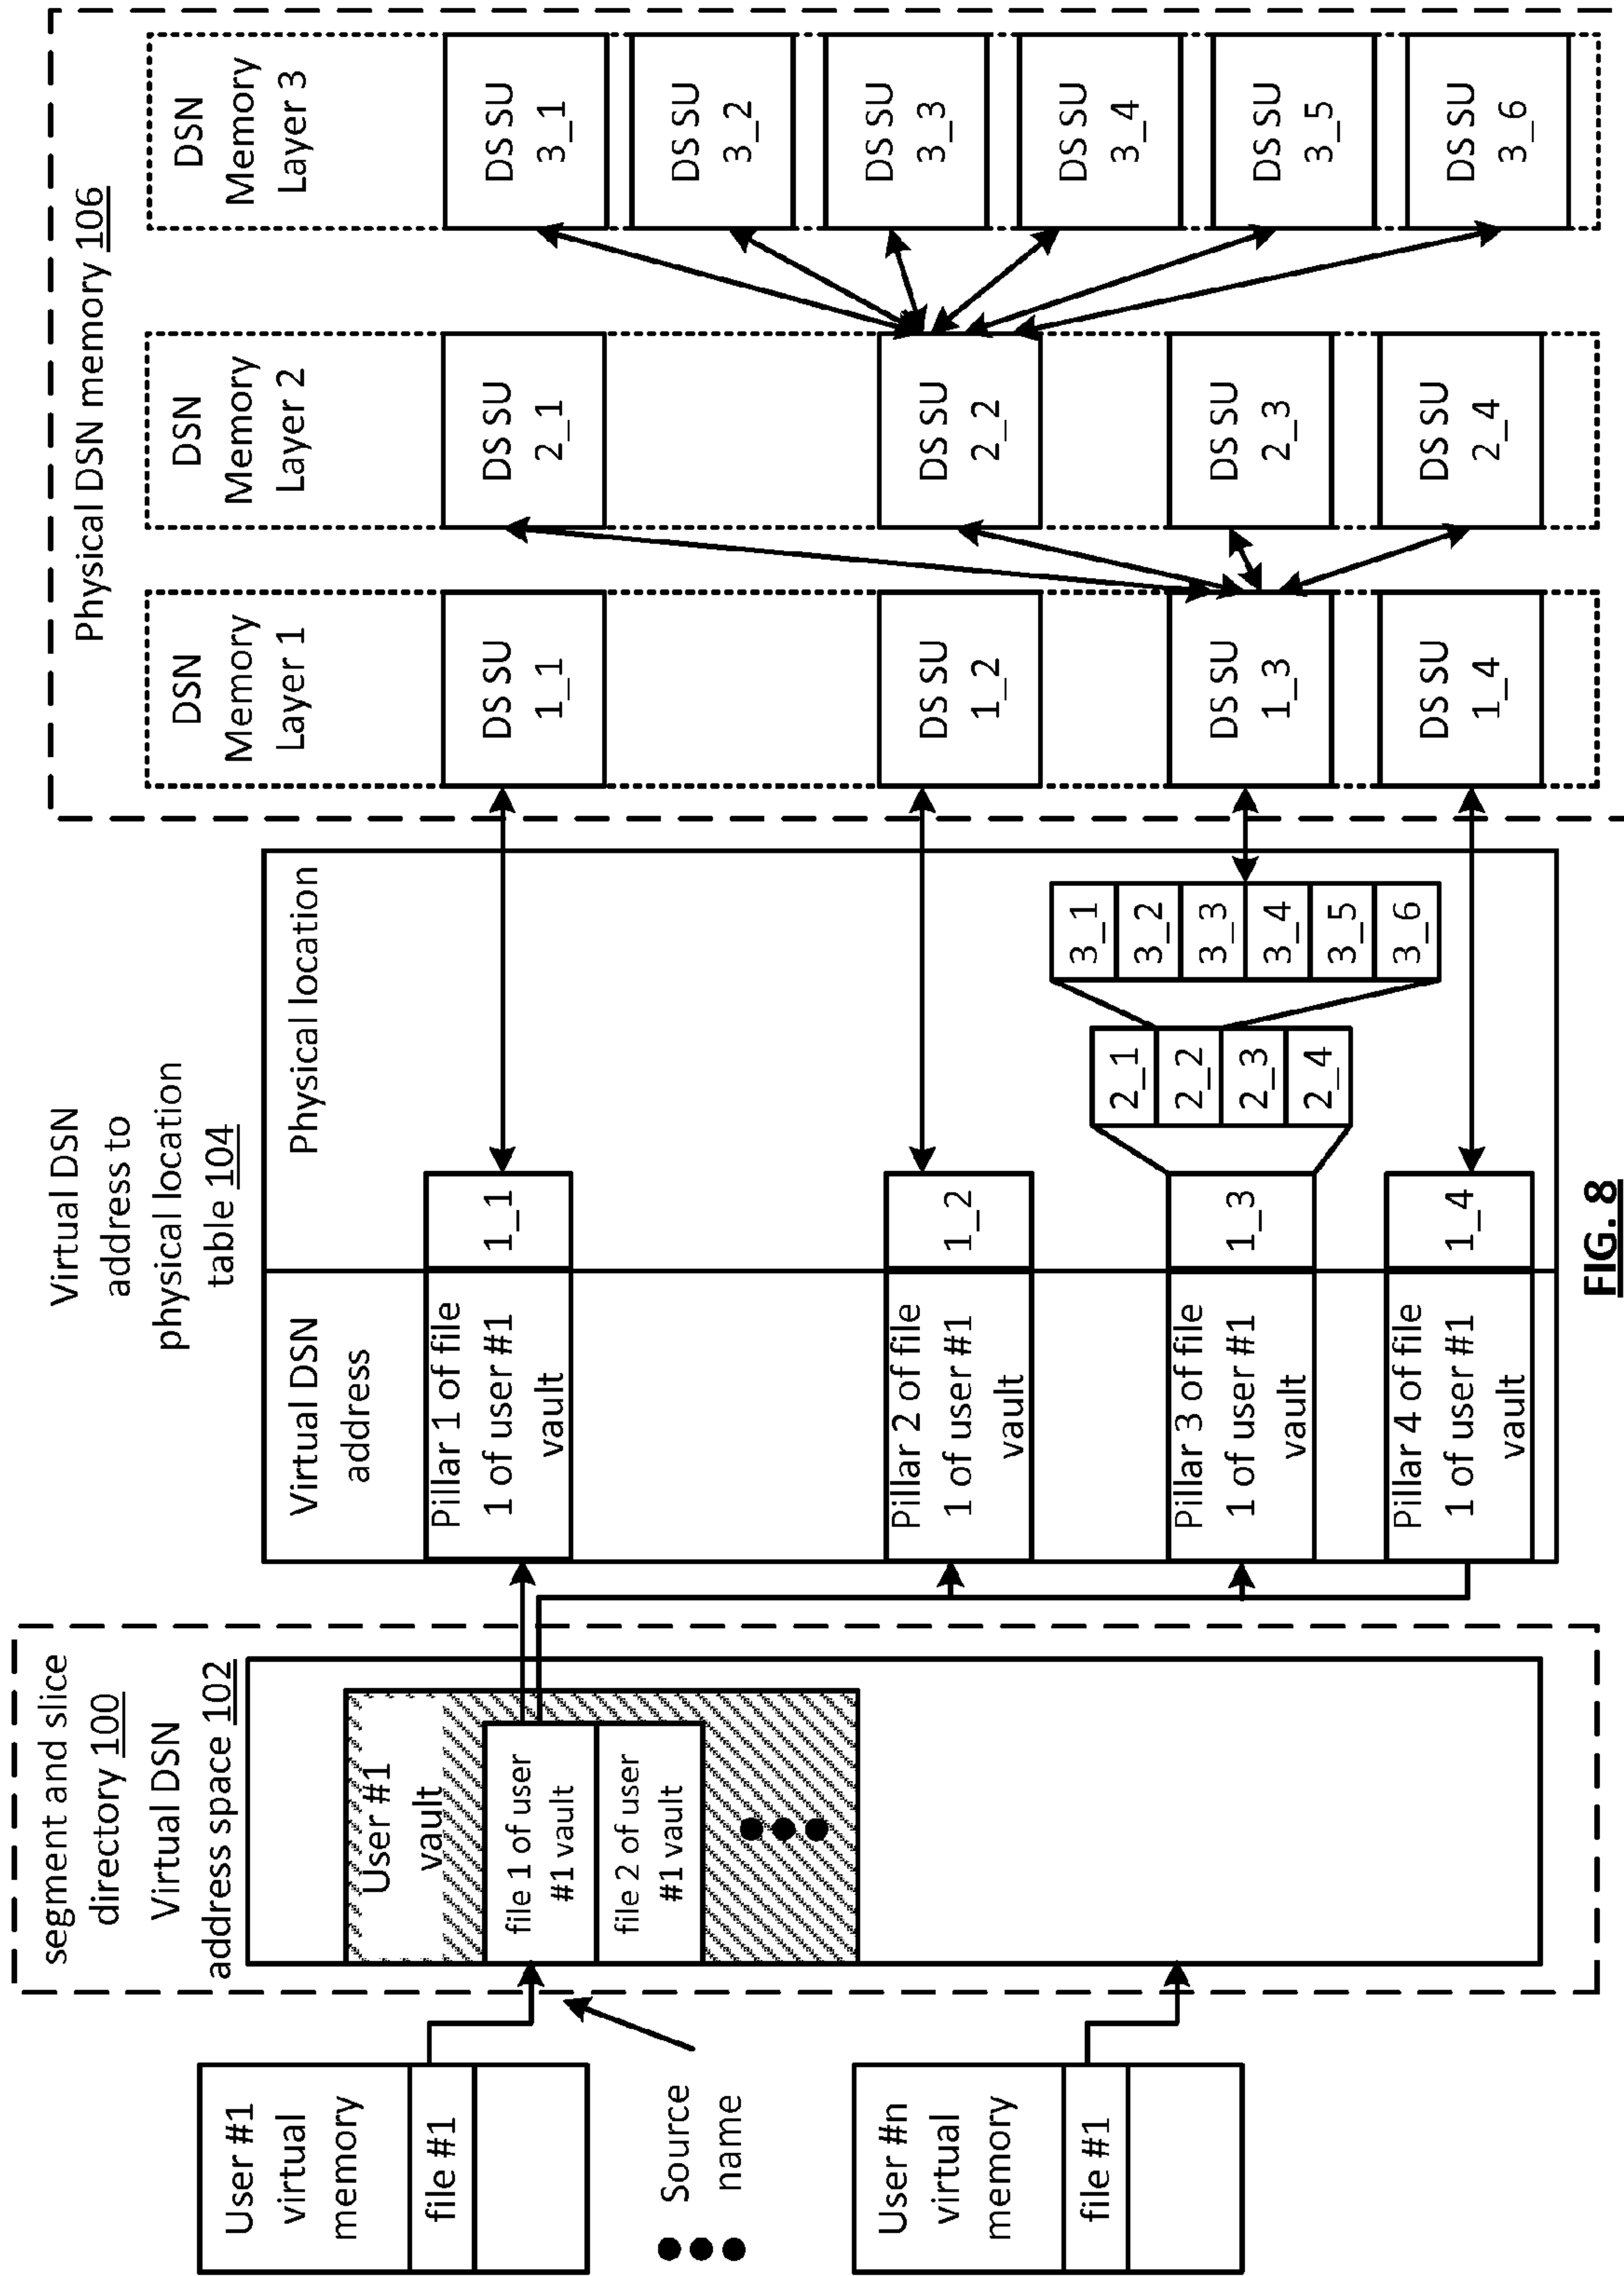 User #1
virtual
memory
file #1
Source
name
User #n
virtual
memory
file #1
segment and slice
directory 100
Virtual DSN
address space 102
User #1
vault
file 1 of user
#1 vault
file 2 of user
#1 vault
Virtual DSN
address to
physical location
table 104
Virtual DSN
address
Physical location
Pillar 1 of file
1 of user #1
vault
1_1
Pillar 2 of file
1 of user #1
vault
1_2
Pillar 3 of file
1 of user #1
vault
1_3
2_1
2_2
2_3
2_4
3_1
3_2
3_3
3_4
3_5
3_6
Pillar 4 of file
1 of user #1
vault
1_4
Physical DSN memory 106
DSN
Memory
Layer 1
DS SU
1_1
DS SU
1_2
DS SU
1_3
DS SU
1_4
DSN
Memory
Layer 2
DS SU
2_1
DS SU
2_2
DS SU
2_3
DS SU
2_4
DSN
Memory
Layer 3
DS SU
3_1
DS SU
3_2
DS SU
3_3
DS SU
3_4
DS SU
3_5
DS SU
3_6
FIG. 8